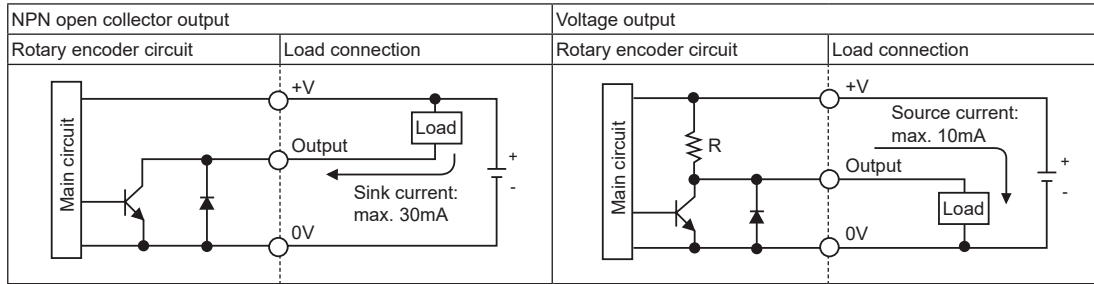 NPN open collector output
Voltage output
Rotary encoder circuit
Load connection
Rotary encoder circuit
Load connection
Main circuit
+V
Load
Output
+
-
Sink current:
max. 30mA
0V
Main circuit
+V
Source current:
max. 10mA
R
Output
+
-
Load
0V